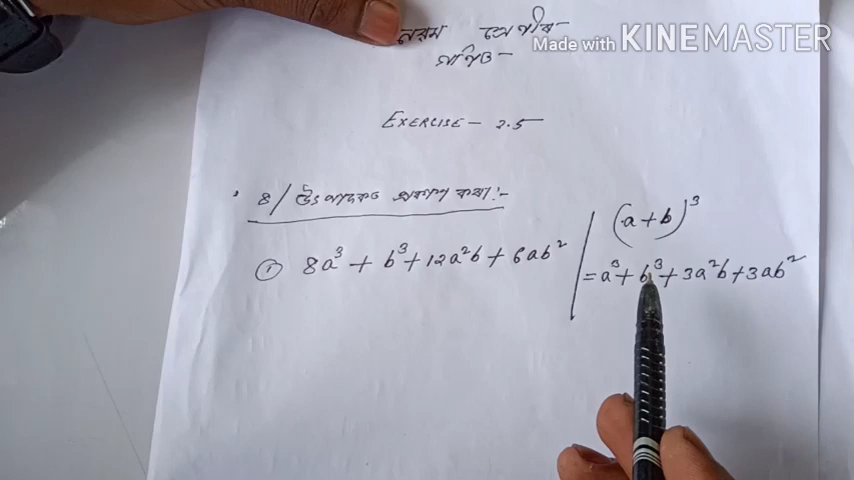 নৱম শ্ৰেণীৰ
গণিত
Made with KINEMASTER
EXERCISE - 2.5
8/ উৎপাদকত প্ৰকাশ কৰা :-
① 8a³ + b³ + 12a²b + 6ab²
(a + b)³
= a³ + b³ + 3a²b + 3ab²